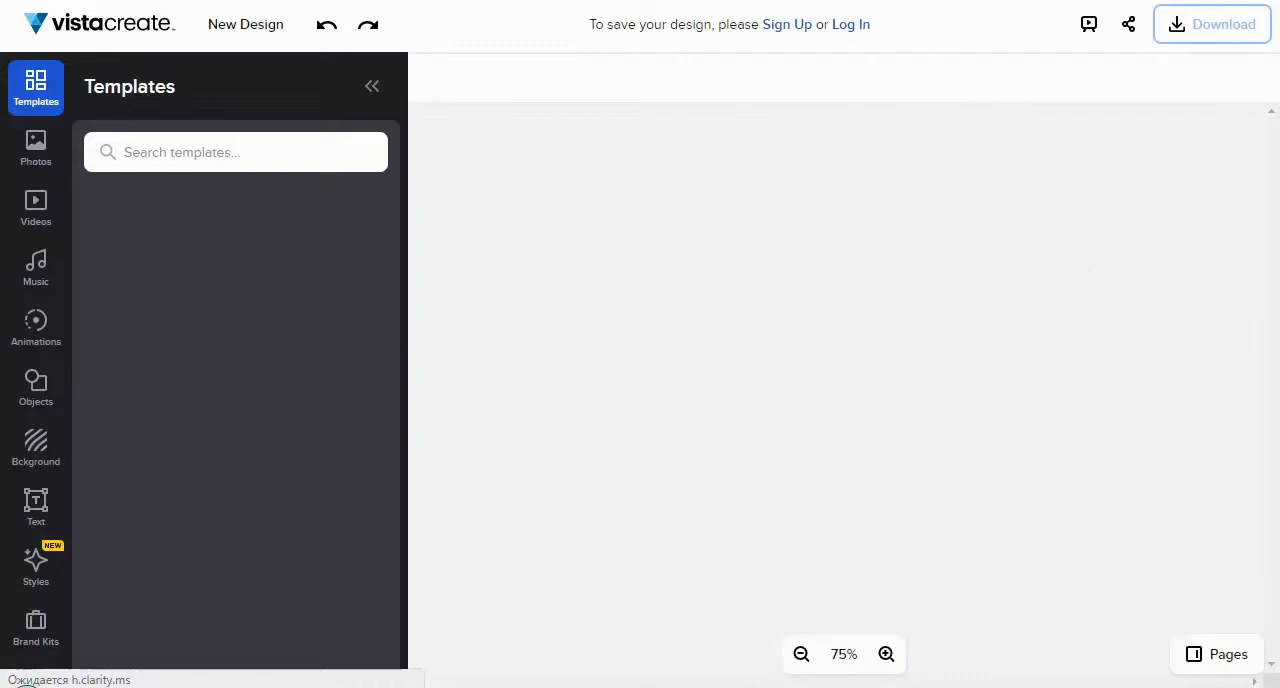 vistacreate
New Design
To save your design, please Sign Up or Log In
Download
Templates
Templates
Search templates...
Photos
Videos
Music
Animations
Objects
Bckground
Text
NEW
Styles
Brand Kits
75%
Pages
Ожидается h.clarity.ms